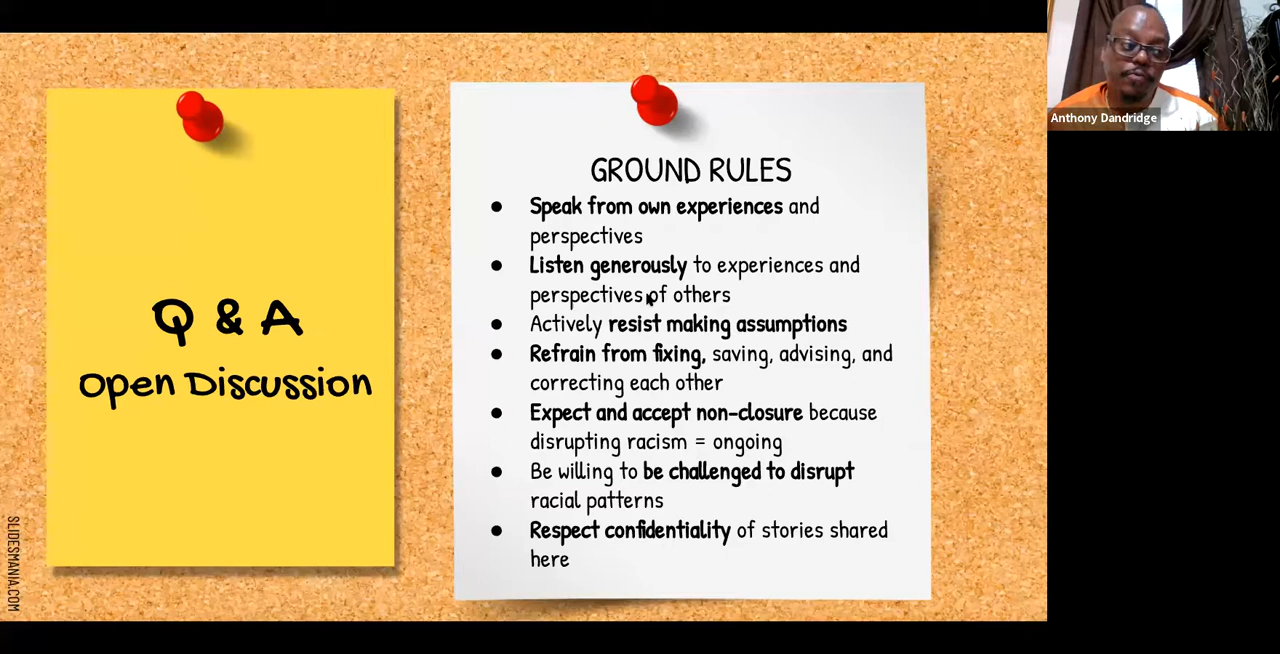 Q & A
Open Discussion
GROUND RULES
● Speak from own experiences and
perspectives
● Listen generously to experiences and
perspectives of others
● Actively resist making assumptions
● Refrain from fixing, saving, advising, and
correcting each other
● Expect and accept non-closure because
disrupting racism = ongoing
● Be willing to be challenged to disrupt
racial patterns
● Respect confidentiality of stories shared
here
SLIDESMANIA.COM
Anthony Dandridge